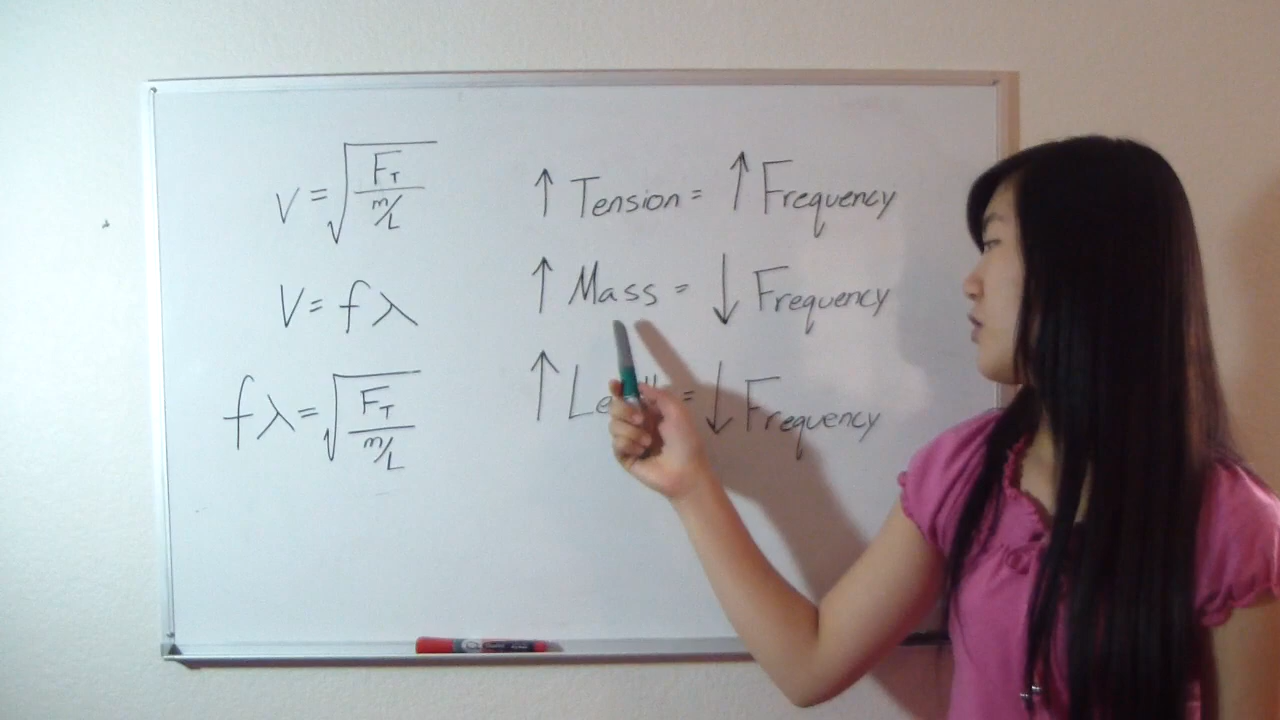 V = √(F_T / (m/L))
V = fλ
fλ = √(F_T / (m/L))
↑ Tension = ↑ Frequency
↑ Mass = ↓ Frequency
↑ = ↓ Frequency